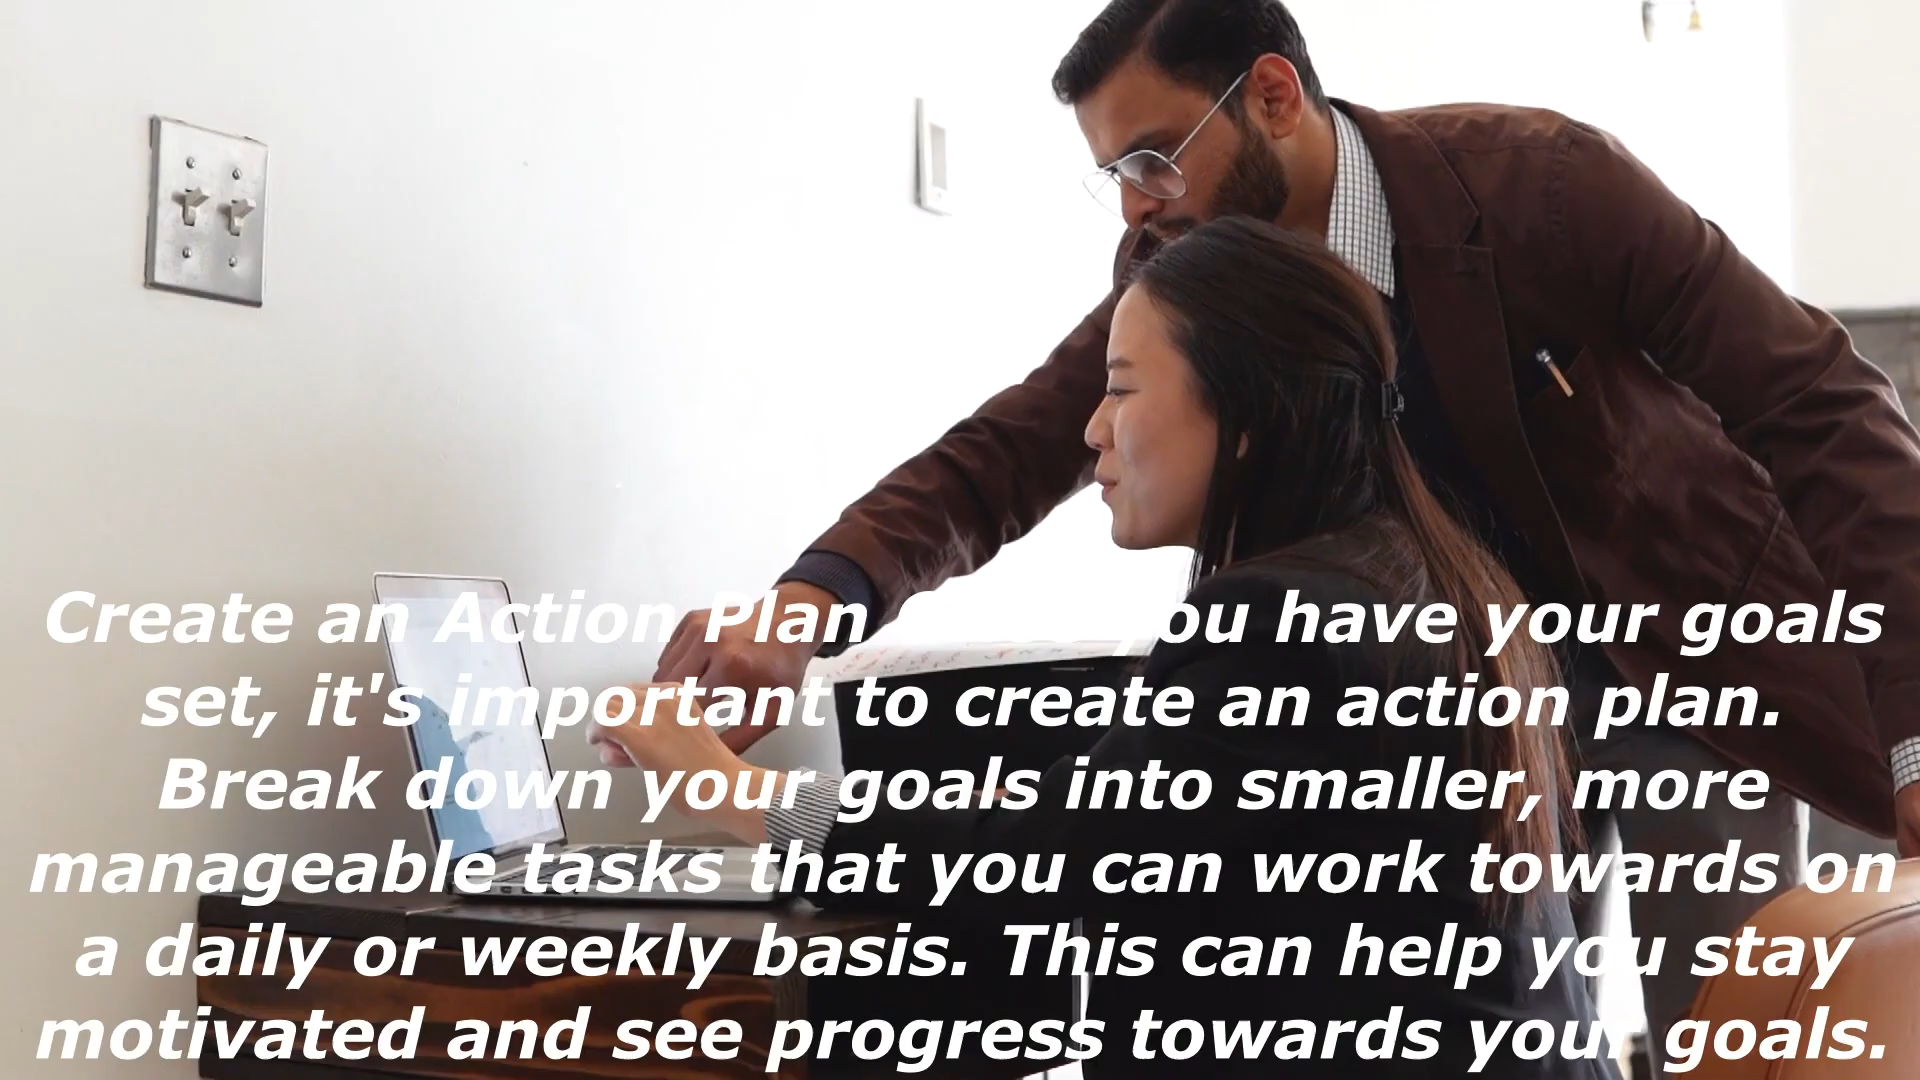 Create an Action Plan ou have your goals
set, it's important to create an action plan.
Break down your goals into smaller, more
manageable tasks that you can work towards on
a daily or weekly basis. This can help you stay
motivated and see progress towards your goals.